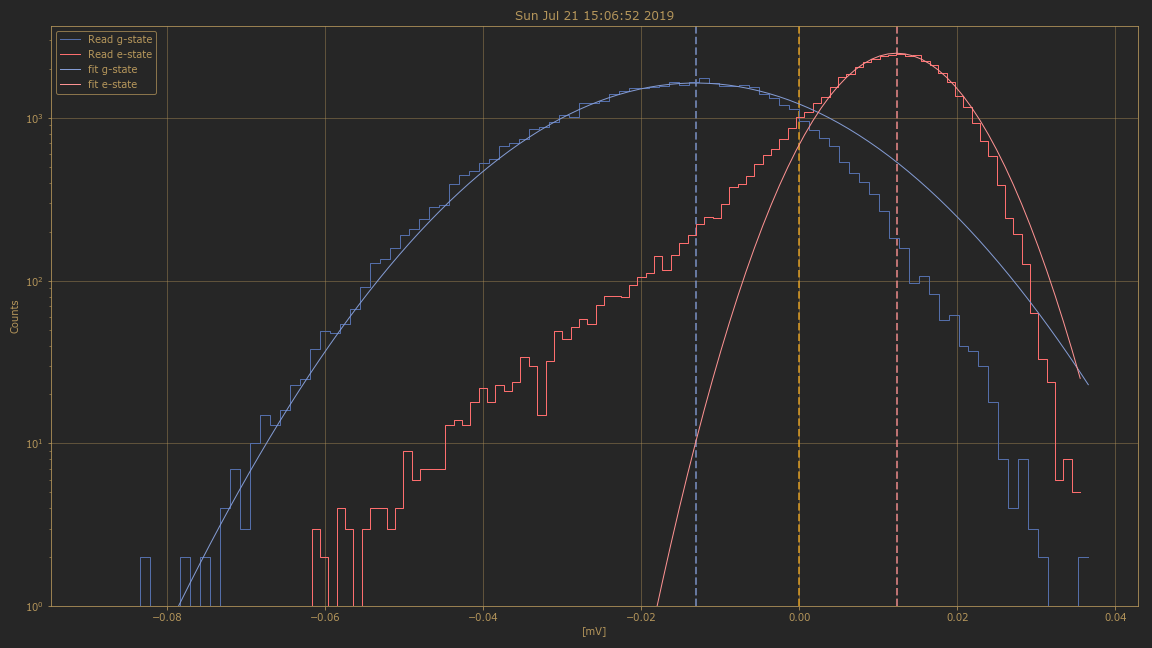 Sun Jul 21 15:06:52 2019
Read g-state
Read e-state
fit g-state
fit e-state
Counts
10³
10²
10¹
10⁰
−0.08 −0.06 −0.04 −0.02 0.00 0.02 0.04
[mV]